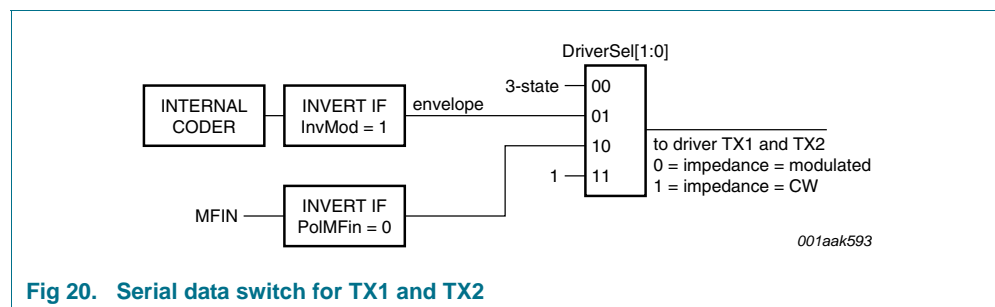 DriverSel[1:0]
3-state
00
INTERNAL
CODER
INVERT IF
InvMod = 1
envelope
01
10
1
11
to driver TX1 and TX2
0 = impedance = modulated
1 = impedance = CW
MFIN
INVERT IF
PolMFin = 0
001aak593
Fig 20. Serial data switch for TX1 and TX2